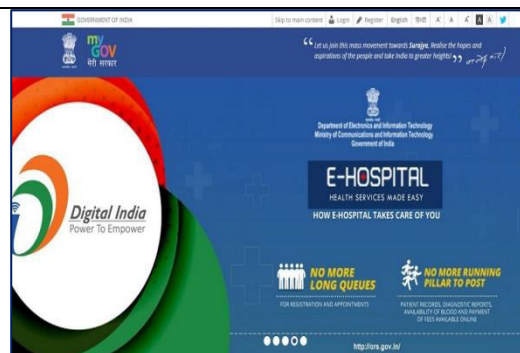 GOVERNMENT OF INDIA
Skip to main content Login Register English हिन्दी A A A A A
my
GOV
मेरी सरकार
“ Let us join this mass movement towards Surajya. Realise the hopes and
aspirations of the people and take India to greater heights! ”
Department of Electronics and Information Technology
Ministry of Communications and Information Technology
Government of India
E-HOSPITAL
HEALTH SERVICES MADE EASY
HOW E-HOSPITAL TAKES CARE OF YOU
Digital India
Power To Empower
NO MORE
LONG QUEUES
FOR REGISTRATION AND APPOINTMENTS
NO MORE RUNNING
PILLAR TO POST
PATIENT RECORDS, DIAGNOSTIC REPORTS,
AVAILABILITY OF BLOOD AND PAYMENT
OF FEES AVAILABLE ONLINE
http://ors.gov.in/